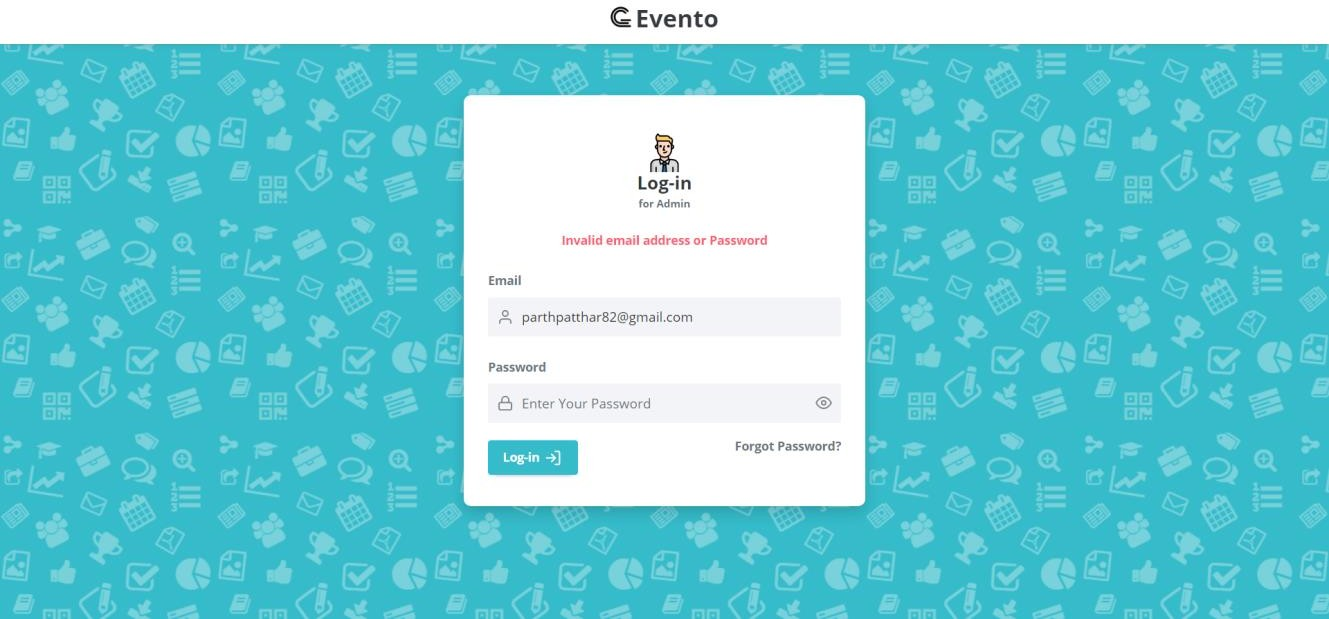 Evento
Log-in
for Admin
Invalid email address or Password
Email
parthpatthar82@gmail.com
Password
Enter Your Password
Log-in
Forgot Password?